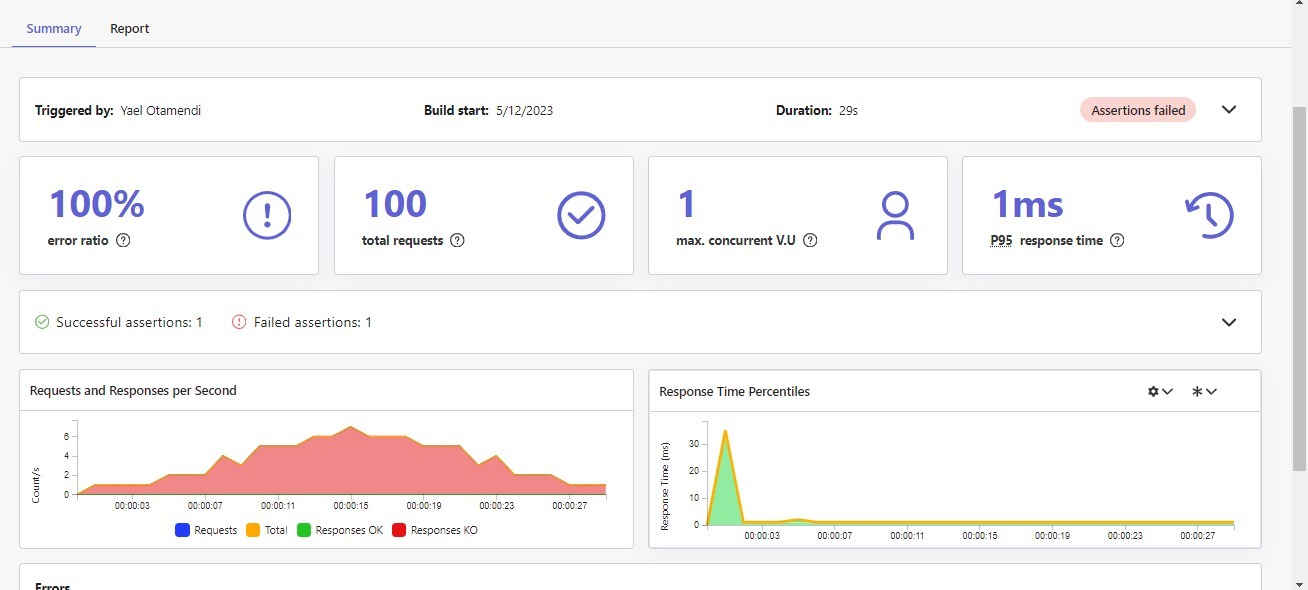 Summary Report
Triggered by: Yael Otamendi Build start: 5/12/2023 Duration: 29s Assertions failed
100%
error ratio ?
100
total requests ?
1
max. concurrent V.U ?
1ms
P95 response time ?
Successful assertions: 1 Failed assertions: 1
Requests and Responses per Second
Count/s
6
4
2
0
00:00:03 00:00:07 00:00:11 00:00:15 00:00:19 00:00:23 00:00:27
Requests Total Responses OK Responses KO
Response Time Percentiles
Response Time (ms)
30
20
10
0
00:00:03 00:00:07 00:00:11 00:00:15 00:00:19 00:00:23 00:00:27
Errors